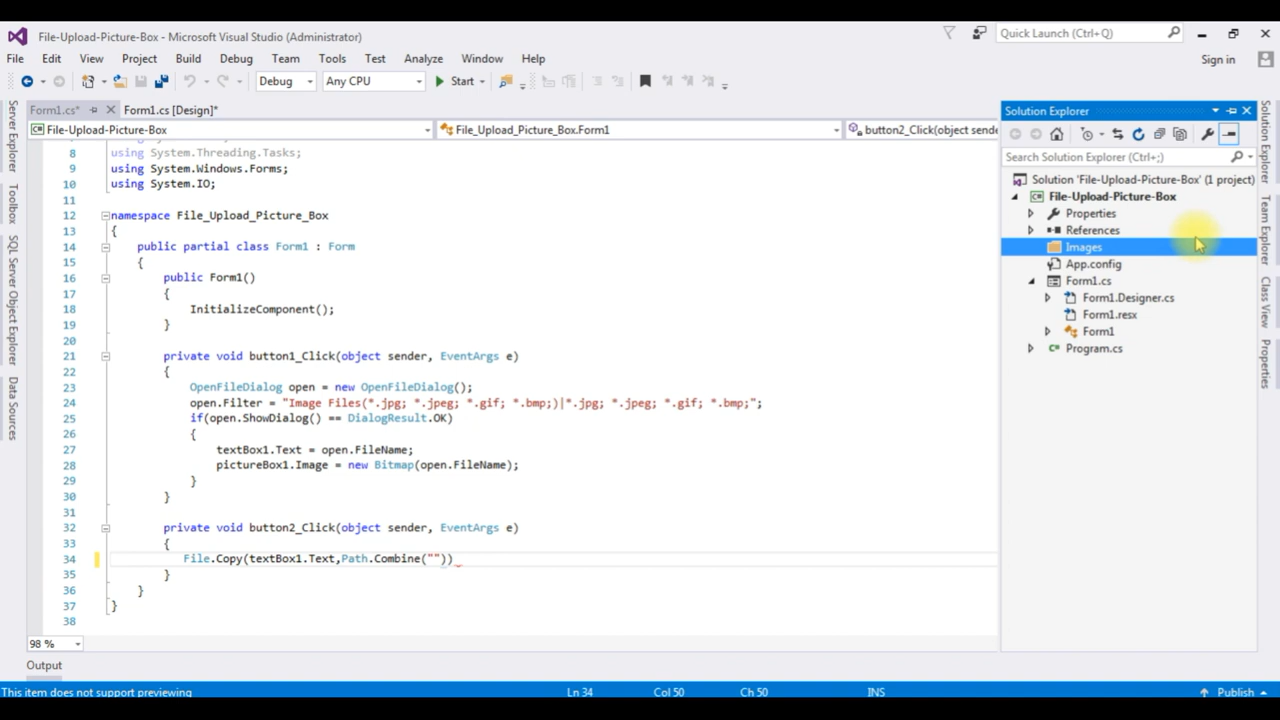 File-Upload-Picture-Box - Microsoft Visual Studio (Administrator)
Quick Launch (Ctrl+Q)
File Edit View Project Build Debug Team Tools Test Analyze Window Help
Sign in
Debug Any CPU Start
Form1.cs* Form1.cs [Design]*
File-Upload-Picture-Box File_Upload_Picture_Box.Form1 button2_Click(object sende
8 using System.Threading.Tasks;
9 using System.Windows.Forms;
10 using System.IO;
11
12 namespace File_Upload_Picture_Box
13 {
14 public partial class Form1 : Form
15 {
16 public Form1()
17 {
18 InitializeComponent();
19 }
20
21 private void button1_Click(object sender, EventArgs e)
22 {
23 OpenFileDialog open = new OpenFileDialog();
24 open.Filter = "Image Files(*.jpg; *.jpeg; *.gif; *.bmp;)|*.jpg; *.jpeg; *.gif; *.bmp;";
25 if(open.ShowDialog() == DialogResult.OK)
26 {
27 textBox1.Text = open.FileName;
28 pictureBox1.Image = new Bitmap(open.FileName);
29 }
30 }
31
32 private void button2_Click(object sender, EventArgs e)
33 {
34 File.Copy(textBox1.Text,Path.Combine(""))
35 }
36 }
37 }
38
98 %
Output
This item does not support previewing Ln 34 Col 50 Ch 50 INS Publish
Server Explorer
Toolbox
SQL Server Object Explorer
Data Sources
Solution Explorer
Search Solution Explorer (Ctrl+;)
Solution 'File-Upload-Picture-Box' (1 project)
File-Upload-Picture-Box
Properties
References
Images
App.config
Form1.cs
Form1.Designer.cs
Form1.resx
Form1
Program.cs
Solution Explorer
Team Explorer
Class View
Properties